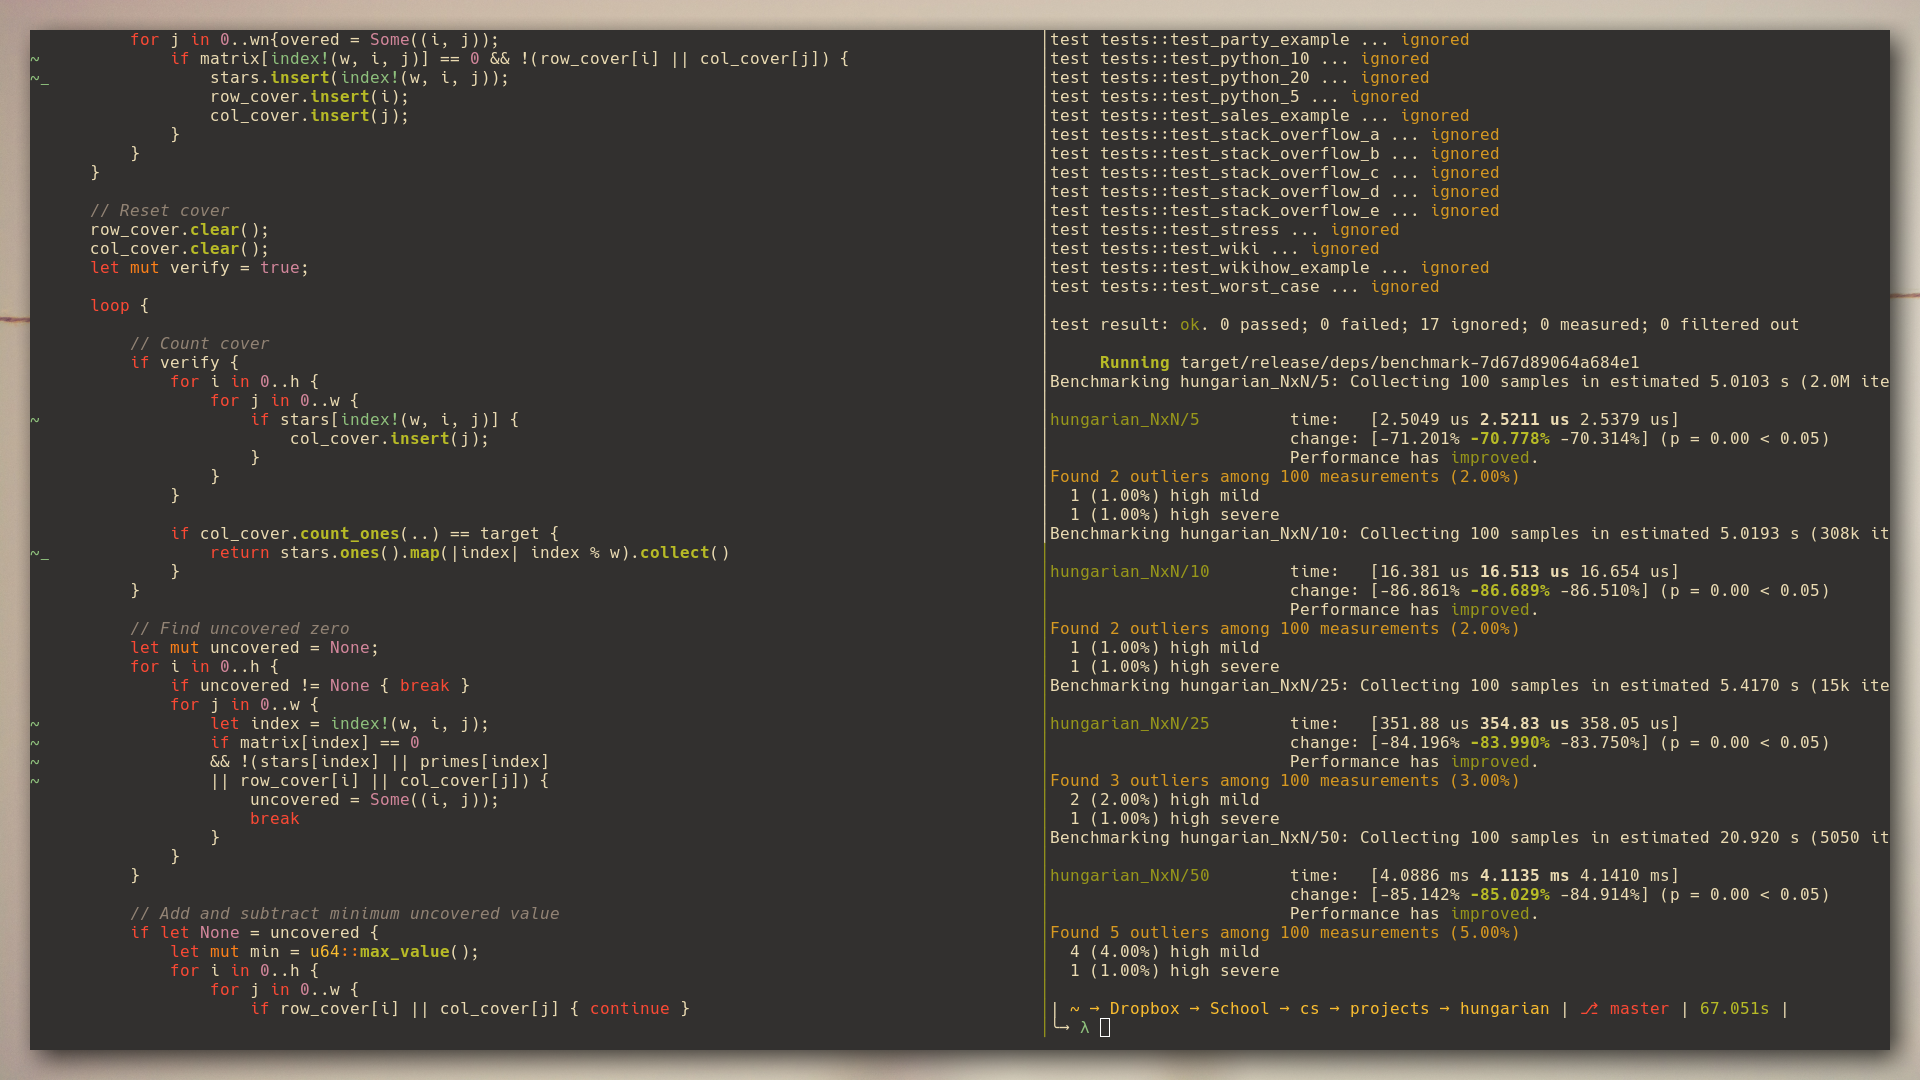 for j in 0..wn{overed = Some((i, j));
~ if matrix[index!(w, i, j)] == 0 && !(row_cover[i] || col_cover[j]) {
~_ stars.insert(index!(w, i, j));
row_cover.insert(i);
col_cover.insert(j);
}
}
}
// Reset cover
row_cover.clear();
col_cover.clear();
let mut verify = true;
loop {
// Count cover
if verify {
for i in 0..h {
for j in 0..w {
~ if stars[index!(w, i, j)] {
col_cover.insert(j);
}
}
}
if col_cover.count_ones(..) == target {
~_ return stars.ones().map(|index| index % w).collect()
}
}
// Find uncovered zero
let mut uncovered = None;
for i in 0..h {
if uncovered != None { break }
for j in 0..w {
~ let index = index!(w, i, j);
~ if matrix[index] == 0
~ && !(stars[index] || primes[index]
~ || row_cover[i] || col_cover[j]) {
uncovered = Some((i, j));
break
}
}
}
// Add and subtract minimum uncovered value
if let None = uncovered {
let mut min = u64::max_value();
for i in 0..h {
for j in 0..w {
if row_cover[i] || col_cover[j] { continue }
test tests::test_party_example ... ignored
test tests::test_python_10 ... ignored
test tests::test_python_20 ... ignored
test tests::test_python_5 ... ignored
test tests::test_sales_example ... ignored
test tests::test_stack_overflow_a ... ignored
test tests::test_stack_overflow_b ... ignored
test tests::test_stack_overflow_c ... ignored
test tests::test_stack_overflow_d ... ignored
test tests::test_stack_overflow_e ... ignored
test tests::test_stress ... ignored
test tests::test_wiki ... ignored
test tests::test_wikihow_example ... ignored
test tests::test_worst_case ... ignored
test result: ok. 0 passed; 0 failed; 17 ignored; 0 measured; 0 filtered out
Running target/release/deps/benchmark-7d67d89064a684e1
Benchmarking hungarian_NxN/5: Collecting 100 samples in estimated 5.0103 s (2.0M ite
hungarian_NxN/5 time: [2.5049 us 2.5211 us 2.5379 us]
change: [-71.201% -70.778% -70.314%] (p = 0.00 < 0.05)
Performance has improved.
Found 2 outliers among 100 measurements (2.00%)
1 (1.00%) high mild
1 (1.00%) high severe
Benchmarking hungarian_NxN/10: Collecting 100 samples in estimated 5.0193 s (308k it
hungarian_NxN/10 time: [16.381 us 16.513 us 16.654 us]
change: [-86.861% -86.689% -86.510%] (p = 0.00 < 0.05)
Performance has improved.
Found 2 outliers among 100 measurements (2.00%)
1 (1.00%) high mild
1 (1.00%) high severe
Benchmarking hungarian_NxN/25: Collecting 100 samples in estimated 5.4170 s (15k ite
hungarian_NxN/25 time: [351.88 us 354.83 us 358.05 us]
change: [-84.196% -83.990% -83.750%] (p = 0.00 < 0.05)
Performance has improved.
Found 3 outliers among 100 measurements (3.00%)
2 (2.00%) high mild
1 (1.00%) high severe
Benchmarking hungarian_NxN/50: Collecting 100 samples in estimated 20.920 s (5050 it
hungarian_NxN/50 time: [4.0886 ms 4.1135 ms 4.1410 ms]
change: [-85.142% -85.029% -84.914%] (p = 0.00 < 0.05)
Performance has improved.
Found 5 outliers among 100 measurements (5.00%)
4 (4.00%) high mild
1 (1.00%) high severe
| ~ → Dropbox → School → cs → projects → hungarian | ⎇ master | 67.051s |
╰→ λ